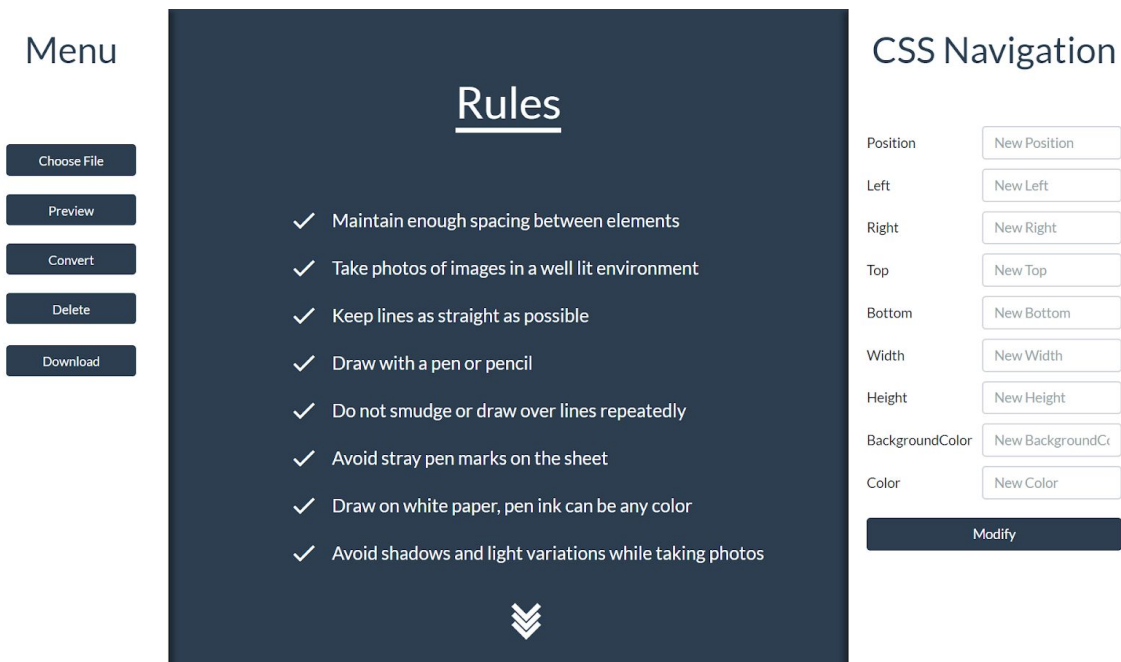 Menu
Choose File
Preview
Convert
Delete
Download
Rules
Maintain enough spacing between elements
Take photos of images in a well lit environment
Keep lines as straight as possible
Draw with a pen or pencil
Do not smudge or draw over lines repeatedly
Avoid stray pen marks on the sheet
Draw on white paper, pen ink can be any color
Avoid shadows and light variations while taking photos
CSS Navigation
Position New Position
Left New Left
Right New Right
Top New Top
Bottom New Bottom
Width New Width
Height New Height
BackgroundColor New BackgroundCo
Color New Color
Modify